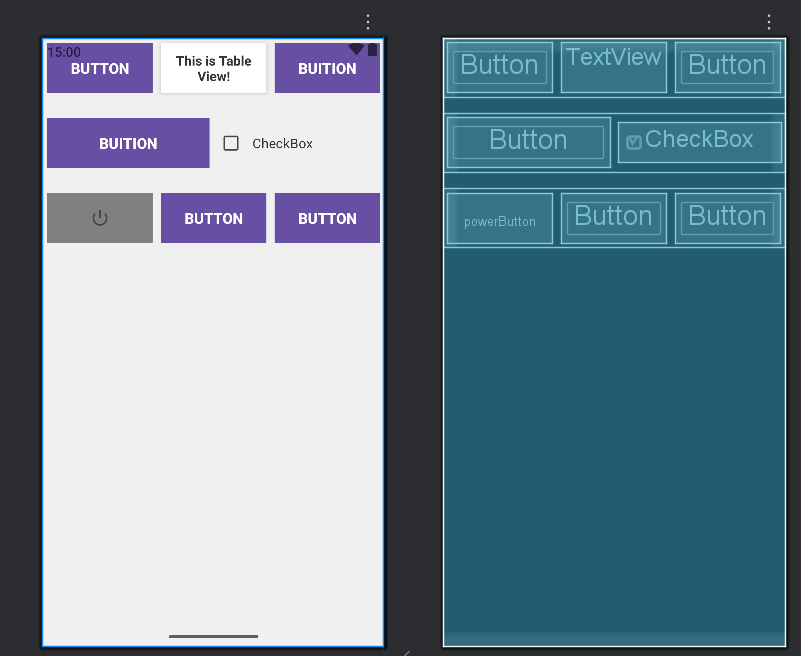 15:00
BUTTON
This is Table
View!
BUITION
BUITION
CheckBox
BUTTON
BUTTON
Button
TextView
Button
Button
CheckBox
powerButton
Button
Button